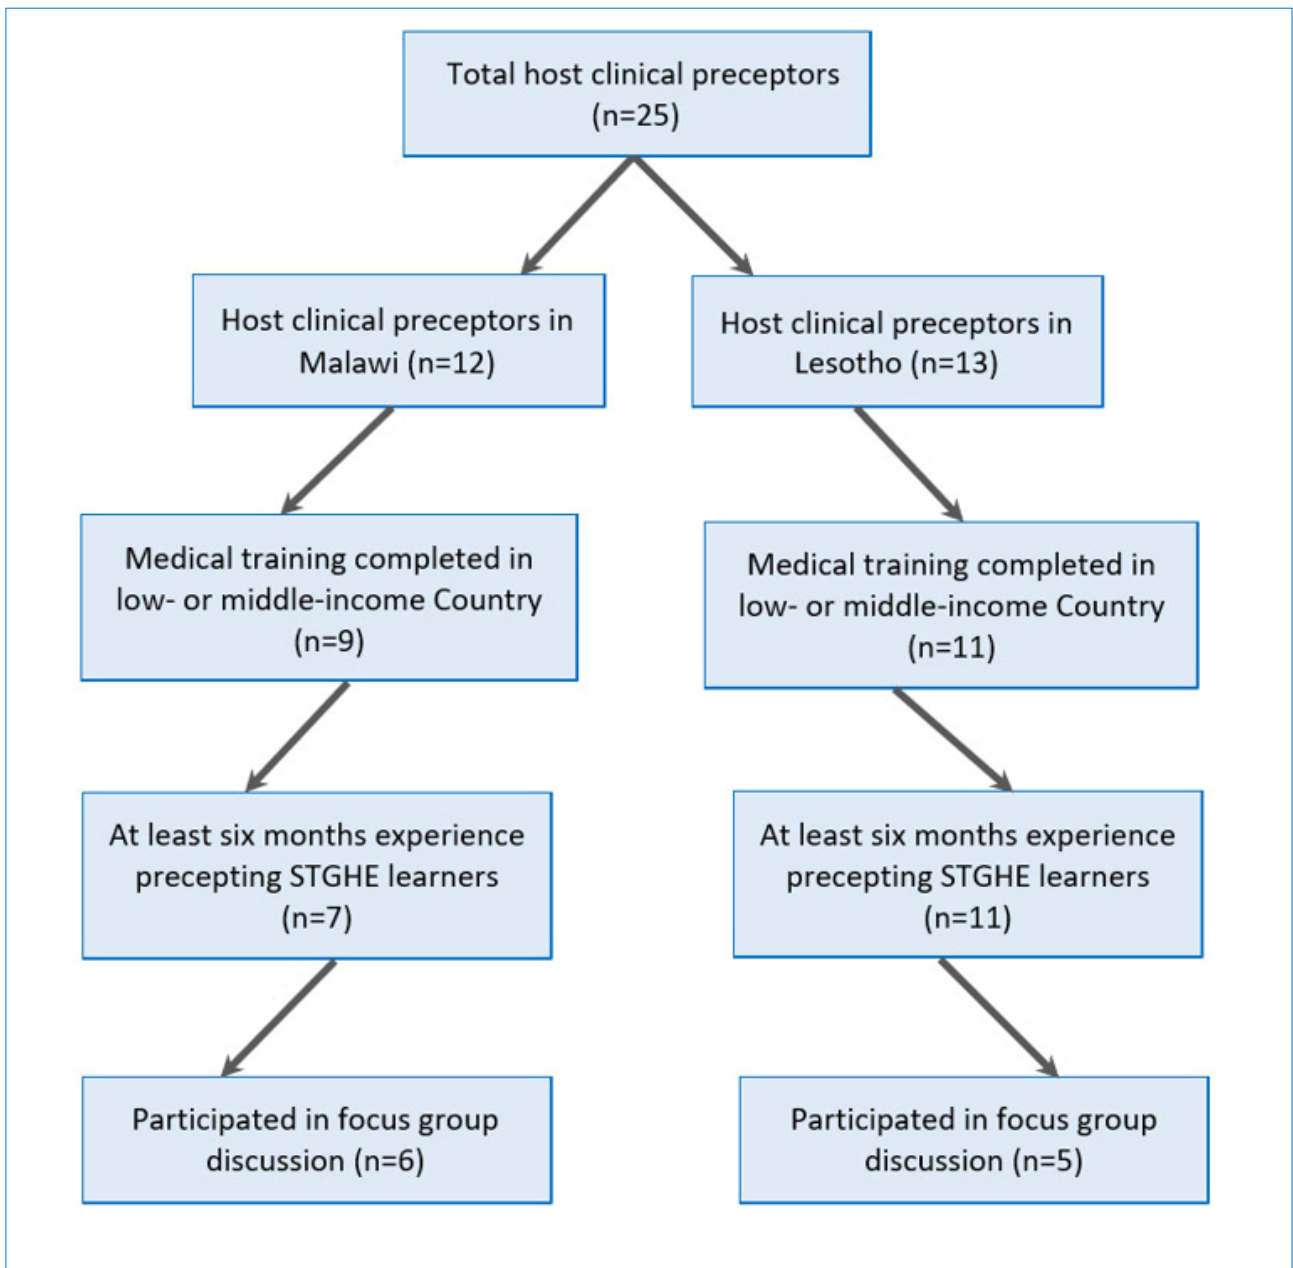 Total host clinical preceptors
(n=25)
Host clinical preceptors in
Malawi (n=12)
Host clinical preceptors in
Lesotho (n=13)
Medical training completed in
low- or middle-income Country
(n=9)
Medical training completed in
low- or middle-income Country
(n=11)
At least six months experience
precepting STGHE learners
(n=7)
At least six months experience
precepting STGHE learners
(n=11)
Participated in focus group
discussion (n=6)
Participated in focus group
discussion (n=5)